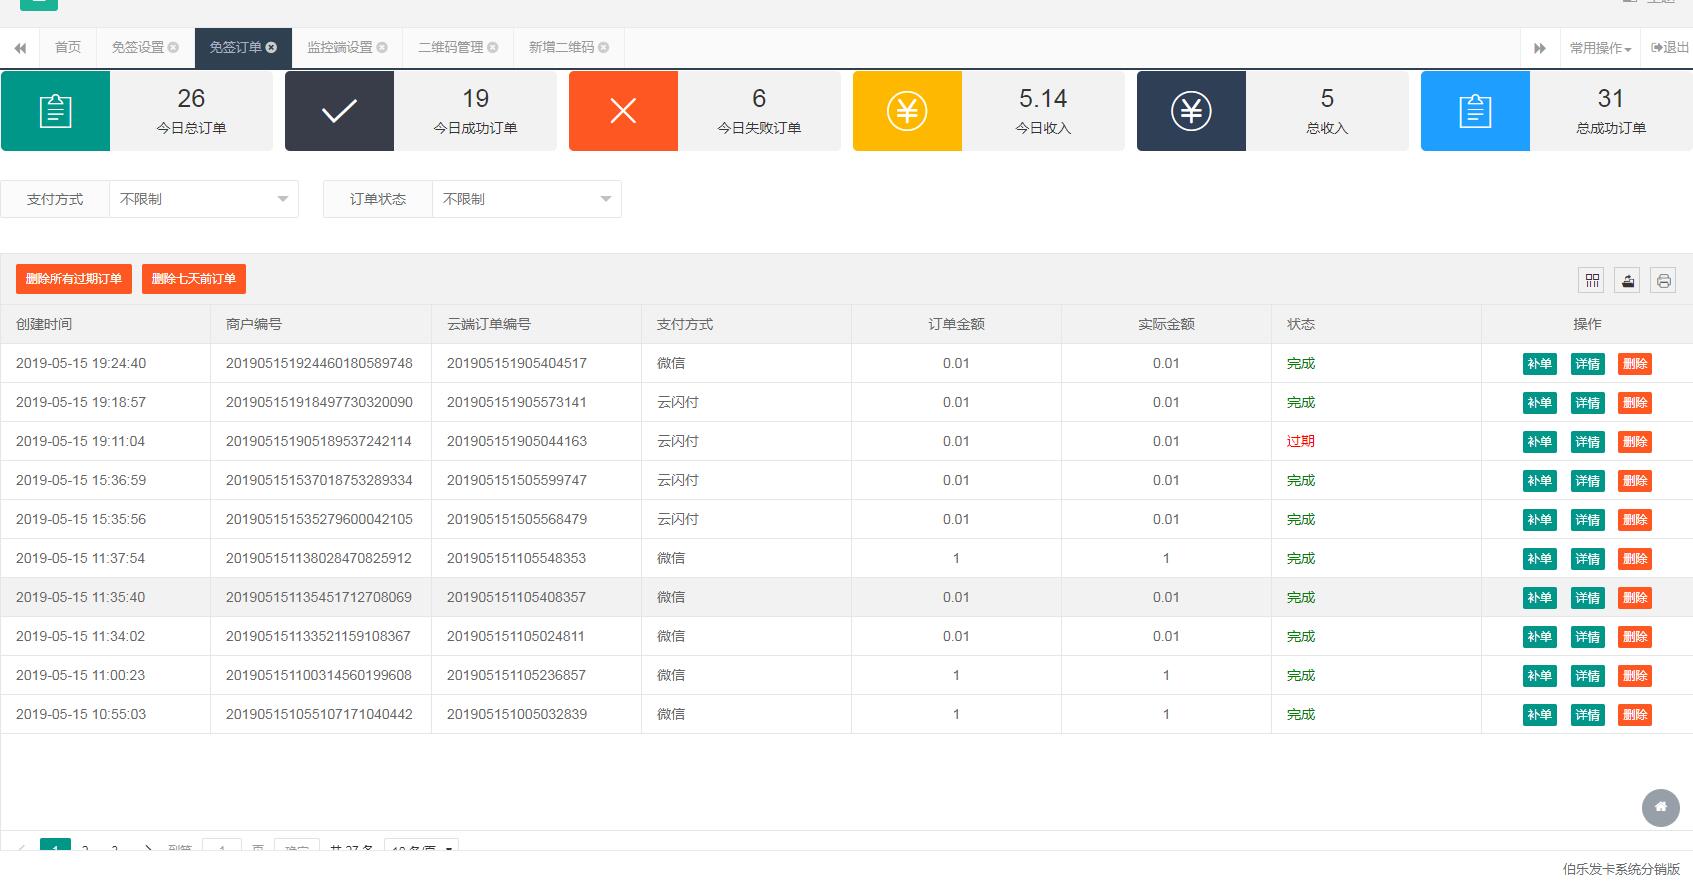 首页 免签设置 免签订单 监控端设置 二维码管理 新增二维码 常用操作 退出
26 19 6 5.14 5 31
今日总订单 今日成功订单 今日失败订单 今日收入 总收入 总成功订单
支付方式 不限制 订单状态 不限制
删除所有过期订单 删除七天前订单
创建时间 商户编号 云端订单编号 支付方式 订单金额 实际金额 状态 操作
2019-05-15 19:24:40 201905151924460180589748 201905151905404517 微信 0.01 0.01 完成 补单 详情 删除
2019-05-15 19:18:57 201905151918497730320090 201905151905573141 云闪付 0.01 0.01 完成 补单 详情 删除
2019-05-15 19:11:04 201905151905189537242114 201905151905044163 云闪付 0.01 0.01 过期 补单 详情 删除
2019-05-15 15:36:59 201905151537018753289334 201905151505599747 云闪付 0.01 0.01 完成 补单 详情 删除
2019-05-15 15:35:56 201905151535279600042105 201905151505568479 云闪付 0.01 0.01 完成 补单 详情 删除
2019-05-15 11:37:54 201905151138028470825912 201905151105548353 微信 1 1 完成 补单 详情 删除
2019-05-15 11:35:40 201905151135451712708069 201905151105408357 微信 0.01 0.01 完成 补单 详情 删除
2019-05-15 11:34:02 201905151133521159108367 201905151105024811 微信 0.01 0.01 完成 补单 详情 删除
2019-05-15 11:00:23 201905151100314560199608 201905151105236857 微信 1 1 完成 补单 详情 删除
2019-05-15 10:55:03 201905151055107171040442 201905151005032839 微信 1 1 完成 补单 详情 删除
1 2 3 到第 1 页 确定 共 27 条 10 条/页
伯乐发卡系统分销版